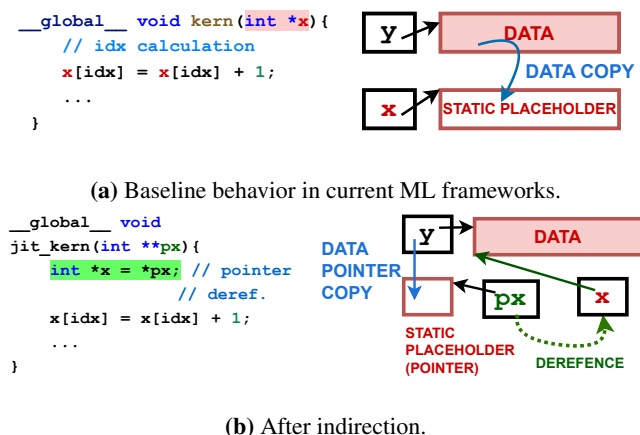 __global__ void kern(int *x){
// idx calculation
x[idx] = x[idx] + 1;
...
}
y
DATA
DATA COPY
x
STATIC PLACEHOLDER
(a) Baseline behavior in current ML frameworks.
__global__ void
jit_kern(int **px){
int *x = *px; // pointer
// deref.
x[idx] = x[idx] + 1;
...
}
y
DATA
DATA
POINTER
COPY
px
x
STATIC
PLACEHOLDER
(POINTER)
DEREFENCE
(b) After indirection.